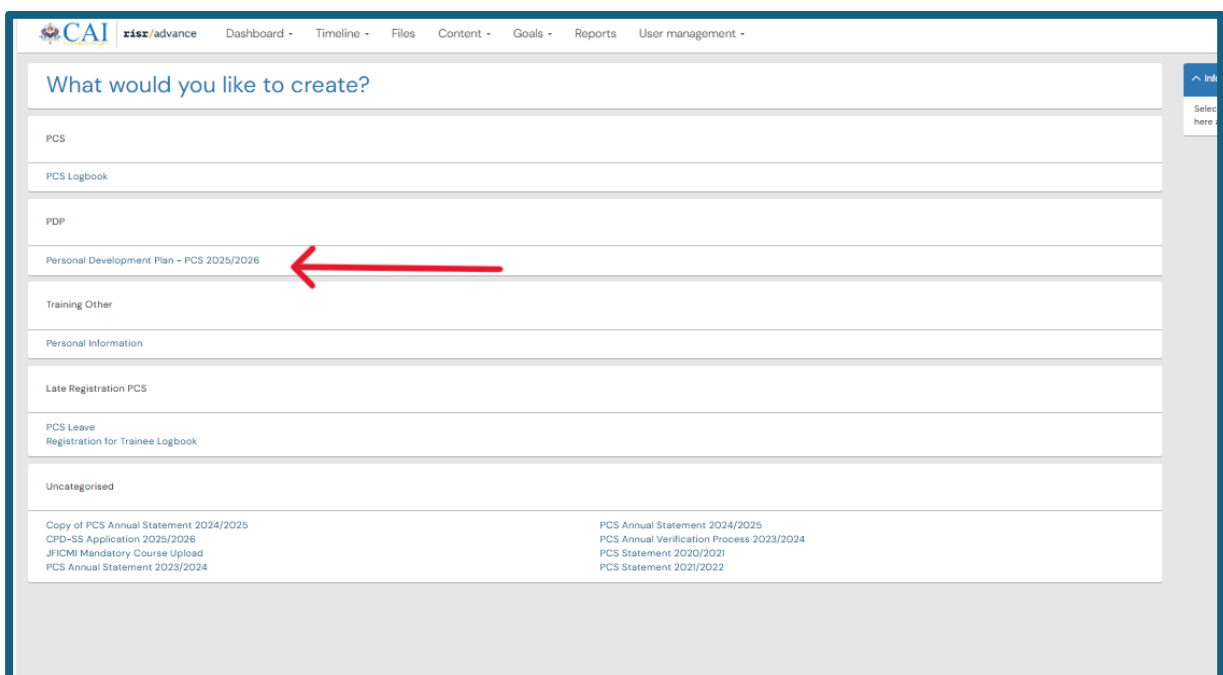 CAI risr/advance Dashboard Timeline Files Content Goals Reports User management
What would you like to create?
PCS
PCS Logbook
PDP
Personal Development Plan - PCS 2025/2026
Training Other
Personal Information
Late Registration PCS
PCS Leave
Registration for Trainee Logbook
Uncategorised
Copy of PCS Annual Statement 2024/2025
CPD-SS Application 2025/2026
JFICMI Mandatory Course Upload
PCS Annual Statement 2023/2024
PCS Annual Statement 2024/2025
PCS Annual Verification Process 2023/2024
PCS Statement 2020/2021
PCS Statement 2021/2022
Info
Selec
here